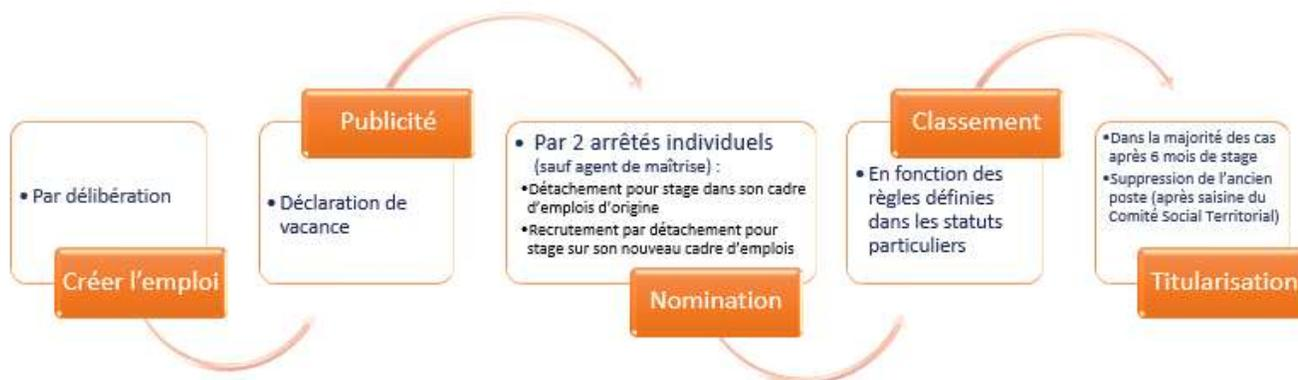 • Par délibération
Créer l'emploi
Publicité
• Déclaration de
vacance
• Par 2 arrêtés individuels
(sauf agent de maîtrise) :
•Détachement pour stage dans son cadre
d'emplois d'origine
•Recrutement par détachement pour
stage sur son nouveau cadre d'emplois
Nomination
Classement
• En fonction des
règles définies
dans les statuts
particuliers
•Dans la majorité des cas
après 6 mois de stage
•Suppression de l'ancien
poste (après saisine du
Comité Social Territorial)
Titularisation